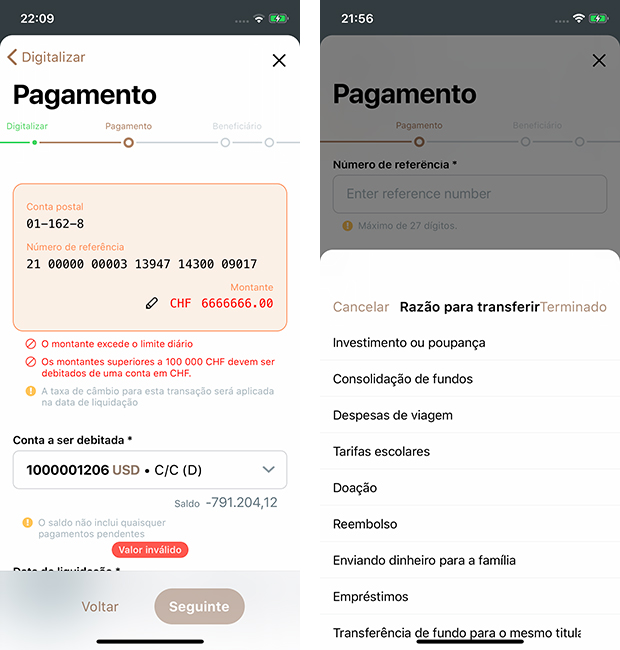 22:09
Digitalizar
Pagamento
Digitalizar
Pagamento
Beneficiário
Conta postal
01-162-8
Número de referência
21 00000 00003 13947 14300 09017
Montante
CHF 6666666.00
O montante excede o limite diário
Os montantes superiores a 100 000 CHF devem ser
debitados de uma conta em CHF.
A taxa de câmbio para esta transação será aplicada
na data de liquidação
Conta a ser debitada *
1000001206 USD • C/C (D)
Saldo -791.204,12
O saldo não inclui quaisquer
pagamentos pendentes
Valor inválido
Data de liquidação *
Voltar
Seguinte
21:56
Pagamento
Pagamento
Beneficiário
Número de referência *
Enter reference number
Máximo de 27 dígitos.
Cancelar
Razão para transferir
Terminado
Investimento ou poupança
Consolidação de fundos
Despesas de viagem
Tarifas escolares
Doação
Reembolso
Enviando dinheiro para a família
Empréstimos
Transferência de fundo para o mesmo titula